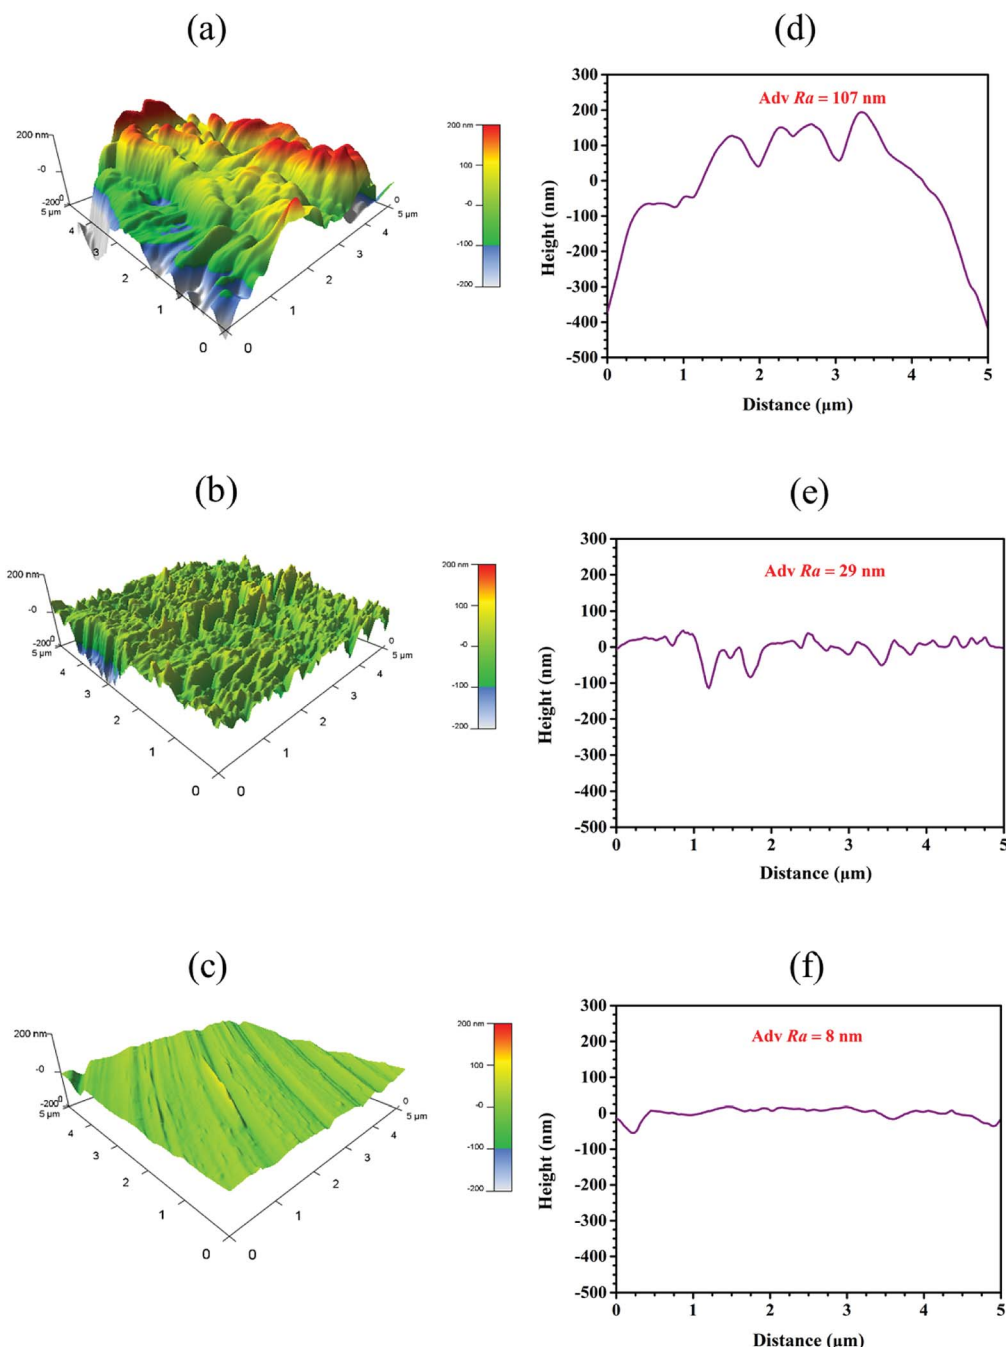 (a)
200 nm
-0
-200
5 µm
4
3
2
1
0
0
1
2
3
4
5 µm
0
200 nm
100
-0
-100
-200
(d)
Adv Ra = 107 nm
300
200
100
0
-100
-200
-300
-400
-500
0 1 2 3 4 5
Height (nm)
Distance (µm)
(b)
200 nm
-0
-200
5 µm
4
3
2
1
0
0
1
2
3
4
5 µm
0
200 nm
100
-0
-100
-200
(e)
Adv Ra = 29 nm
300
200
100
0
-100
-200
-300
-400
-500
0 1 2 3 4 5
Height (nm)
Distance (µm)
(c)
200 nm
-0
-200
0
5 µm
4
3
2
1
0
0
1
2
3
4
5 µm
0
200 nm
100
-0
-100
-200
(f)
Adv Ra = 8 nm
300
200
100
0
-100
-200
-300
-400
-500
0 1 2 3 4 5
Height (nm)
Distance (µm)